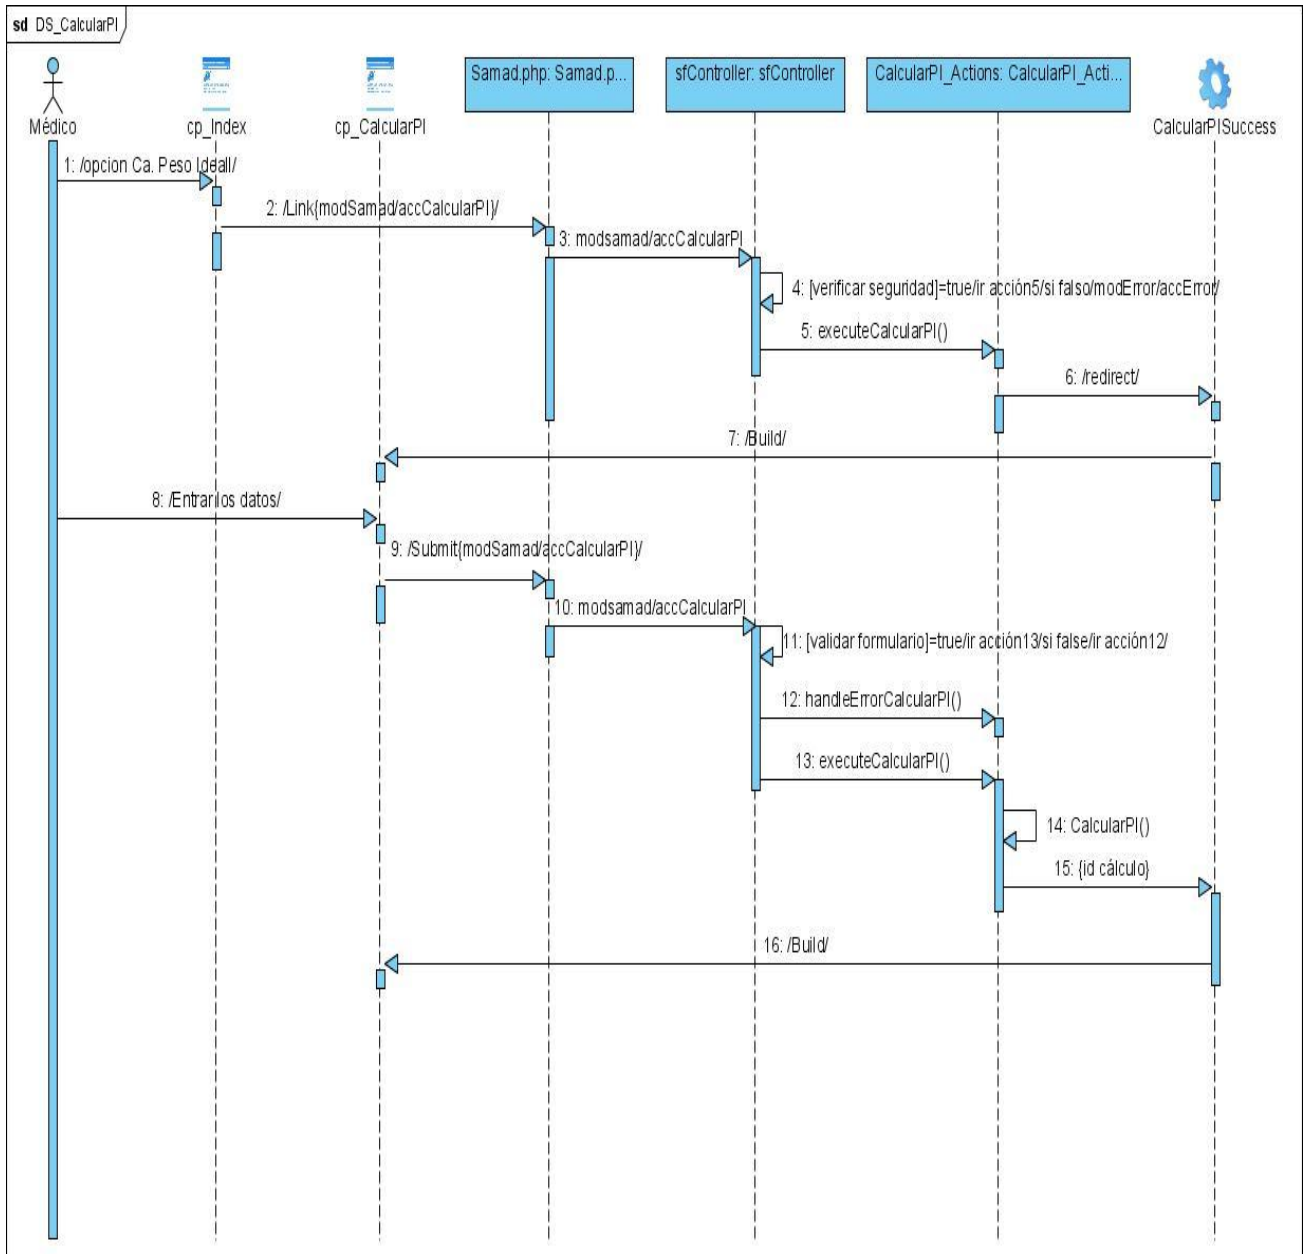 sd DS_CalcularPI
Médico
cp_Index
cp_CalcularPI
Samad.php: Samad.p...
sfController: sfController
CalcularPI_Actions: CalcularPI_Acti...
CalcularPISuccess
1: /opcion Ca. Peso Ideall/
2: /Link{modSamad/accCalcularPI}/
3: modsamad/accCalcularPI
4: [verificar seguridad]=true/ir acción5/si falso/modError/accError/
5: executeCalcularPI()
6: /redirect/
7: /Build/
8: /Entrar los datos/
9: /Submit{modSamad/accCalcularPI}/
10: modsamad/accCalcularPI
11: [validar formulario]=true/ir acción13/si false/ir acción12/
12: handleErrorCalcularPI()
13: executeCalcularPI()
14: CalcularPI()
15: {id cálculo}
16: /Build/